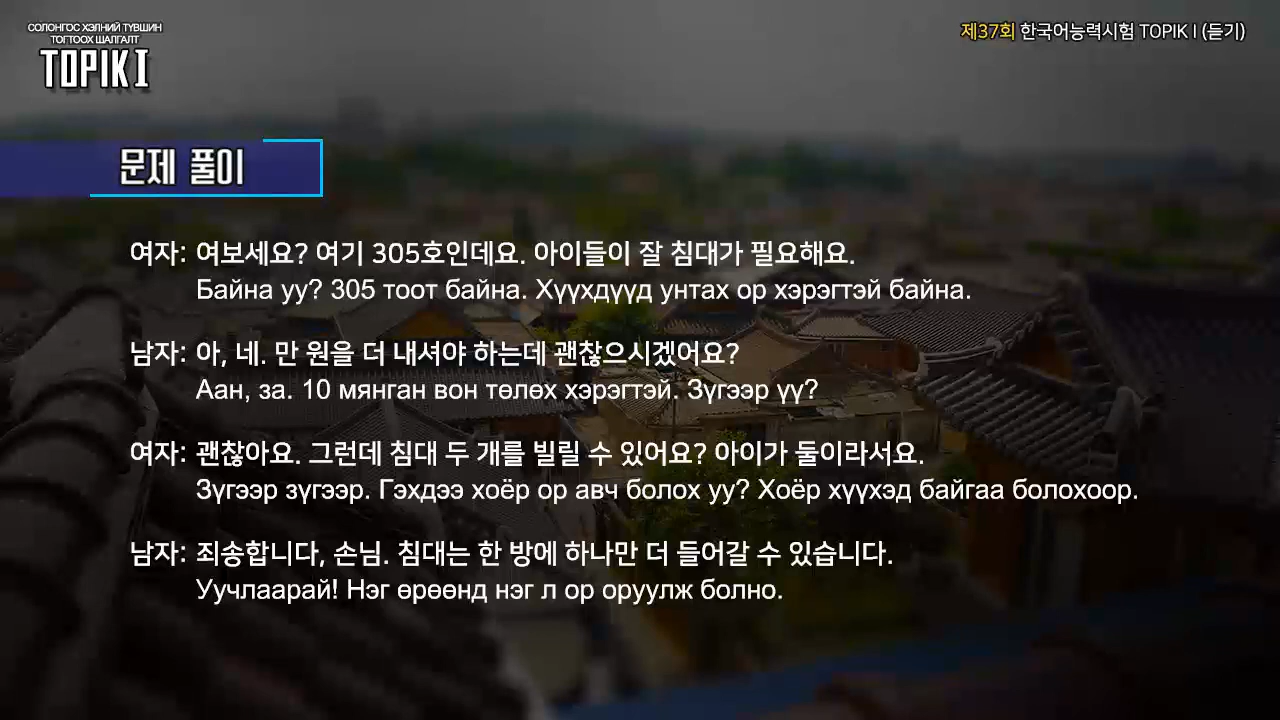 СОЛОНГОС ХЭЛНИЙ ТҮВШИН
ТОГТООХ ШАЛГАЛТ
TOPIK I
제37회 한국어능력시험 TOPIK I (듣기)
문제 풀이
여자: 여보세요? 여기 305호인데요. 아이들이 잘 침대가 필요해요.
Байна уу? 305 тоот байна. Хүүхдүүд унтах ор хэрэгтэй байна.
남자: 아, 네. 만 원을 더 내셔야 하는데 괜찮으시겠어요?
Аан, за. 10 мянган вон төлөх хэрэгтэй. Зүгээр үү?
여자: 괜찮아요. 그런데 침대 두 개를 빌릴 수 있어요? 아이가 둘이라서요.
Зүгээр зүгээр. Гэхдээ хоёр ор авч болох уу? Хоёр хүүхэд байгаа болохоор.
남자: 죄송합니다, 손님. 침대는 한 방에 하나만 더 들어갈 수 있습니다.
Уучлаарай! Нэг өрөөнд нэг л ор оруулж болно.